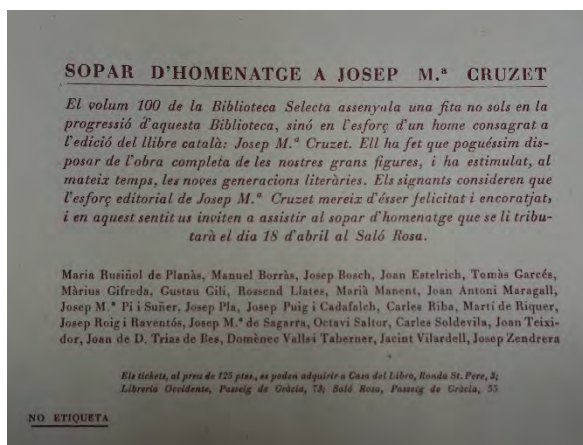 SOPAR D'HOMENATGE A JOSEP M.ª CRUZET
El volum 100 de la Biblioteca Selecta assenyala una fita no sols en la
progressió d'aquesta Biblioteca, sinó en l'esforç d'un home consagrat a
l'edició del llibre català: Josep M.ª Cruzet. Ell ha fet que poguéssim dis-
posar de l'obra completa de les nostres grans figures, i ha estimulat, al
mateix temps, les noves generacions literàries. Els signants consideren que
l'esforç editorial de Josep M.ª Cruzet mereix d'ésser felicitat i encoratjat,
i en aquest sentit us inviten a assistir al sopar d'homenatge que se li tribu-
tarà el dia 18 d'abril al Saló Rosa.
Maria Rusiñol de Planàs, Manuel Borràs, Josep Bosch, Joan Estelrich, Tomàs Garcés,
Màrius Gifreda, Gustau Gili, Rossend Llates, Marià Manent, Joan Antoni Maragall,
Josep M.ª Pi i Suñer, Josep Pla, Josep Puig i Cadafalch, Carles Riba, Martí de Riquer,
Josep Roig i Raventós, Josep M.ª de Sagarra, Octavi Saltor, Carles Soldevila, Joan Teixi-
dor, Joan de D. Trias de Bes, Domènec Valls i Taberner, Jacint Vilardell, Josep Zendrera
Els tickets, al preu de 125 ptes., es poden adquirir a Casa del Libro, Ronda St. Pere, 3;
Llibreria Occidente, Passeig de Gràcia, 73; Saló Rosa, Passeig de Gràcia, 55
NO ETIQUETA